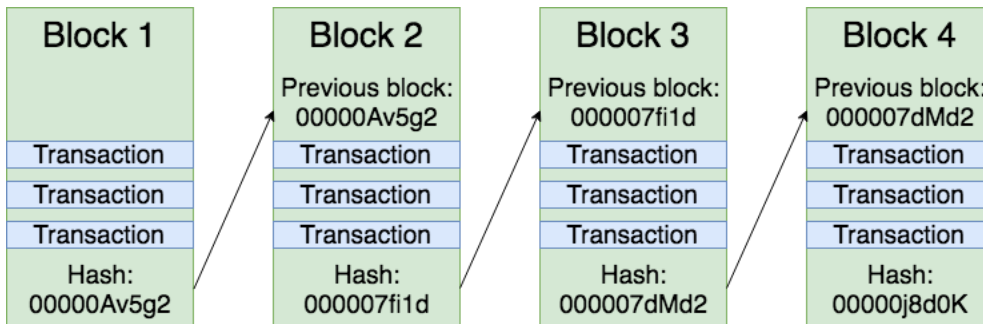 Block 1
Transaction
Transaction
Transaction
Hash:
00000Av5g2
Block 2
Previous block:
00000Av5g2
Transaction
Transaction
Transaction
Hash:
000007fi1d
Block 3
Previous block:
000007fi1d
Transaction
Transaction
Transaction
Hash:
000007dMd2
Block 4
Previous block:
000007dMd2
Transaction
Transaction
Transaction
Hash:
00000j8d0K